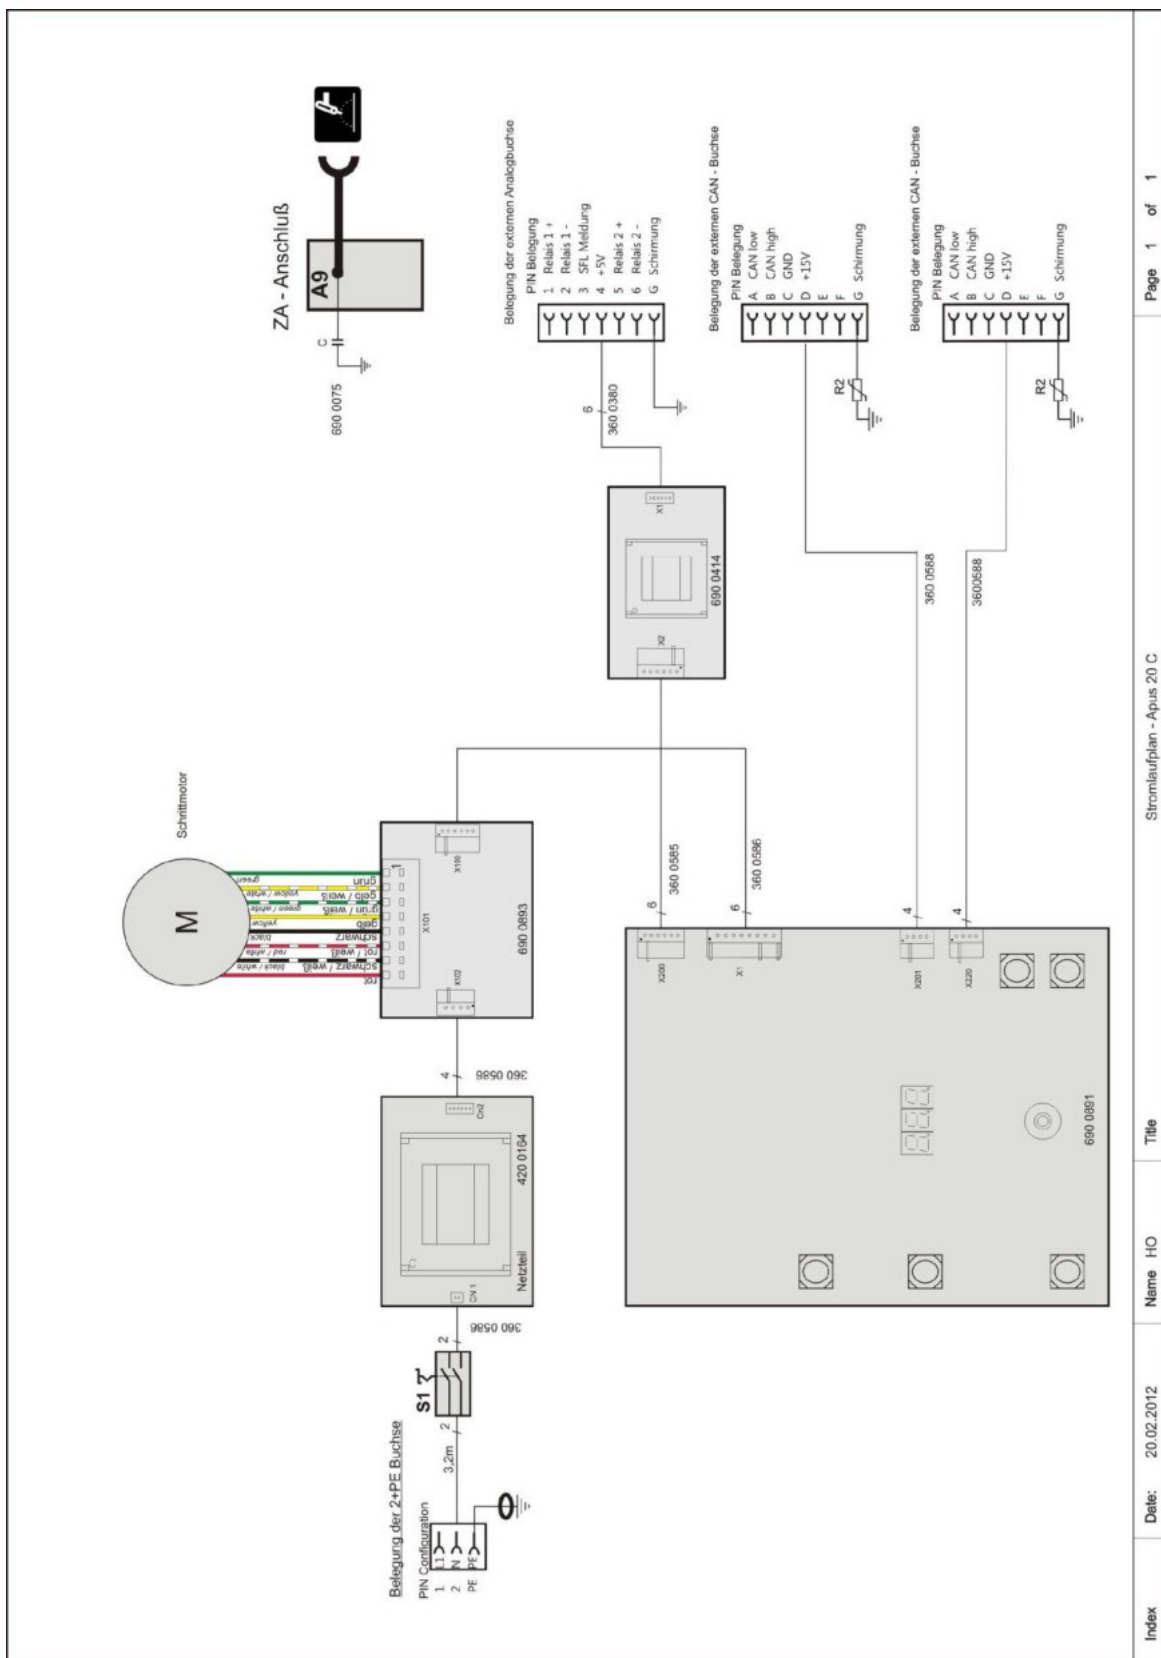 ZA - Anschluß
A9
C
690 0075
Schrittmotor
M
green
yellow / white
green / white
yellow
black
red / white
black / white
grün
gelb / weiß
grün / weiß
gelb
schwarz
rot / weiß
schwarz / weiß
rot
1
X101
X102
X100
690 0893
Belegung der 2+PE Buchse
PIN Configuration
1 L1
2 N
PE PE
3,2m
2
S1
2
360 0586
CN 1
Netzteil
420 0164
Cn2
4
360 0586
Belegung der externen Analogbuchse
PIN Belegung
1 Relais 1 +
2 Relais 1 -
3 SFL Meldung
4 +5V
5 Relais 2 +
6 Relais 2 -
G Schirmung
6
360 0380
X1
X2
690 0414
Belegung der externen CAN - Buchse
PIN Belegung
A CAN low
B CAN high
C GND
D +15V
E
F
G Schirmung
R2
Belegung der externen CAN - Buchse
PIN Belegung
A CAN low
B CAN high
C GND
D +15V
E
F
G Schirmung
R2
6
360 0585
6
360 0586
4
360 0588
4
3600588
X200
X1
X201
X220
690 0891
Index
Date: 20.02.2012
Name HO
Title
Stromlaufplan - Apus 20 C
Page 1 of 1